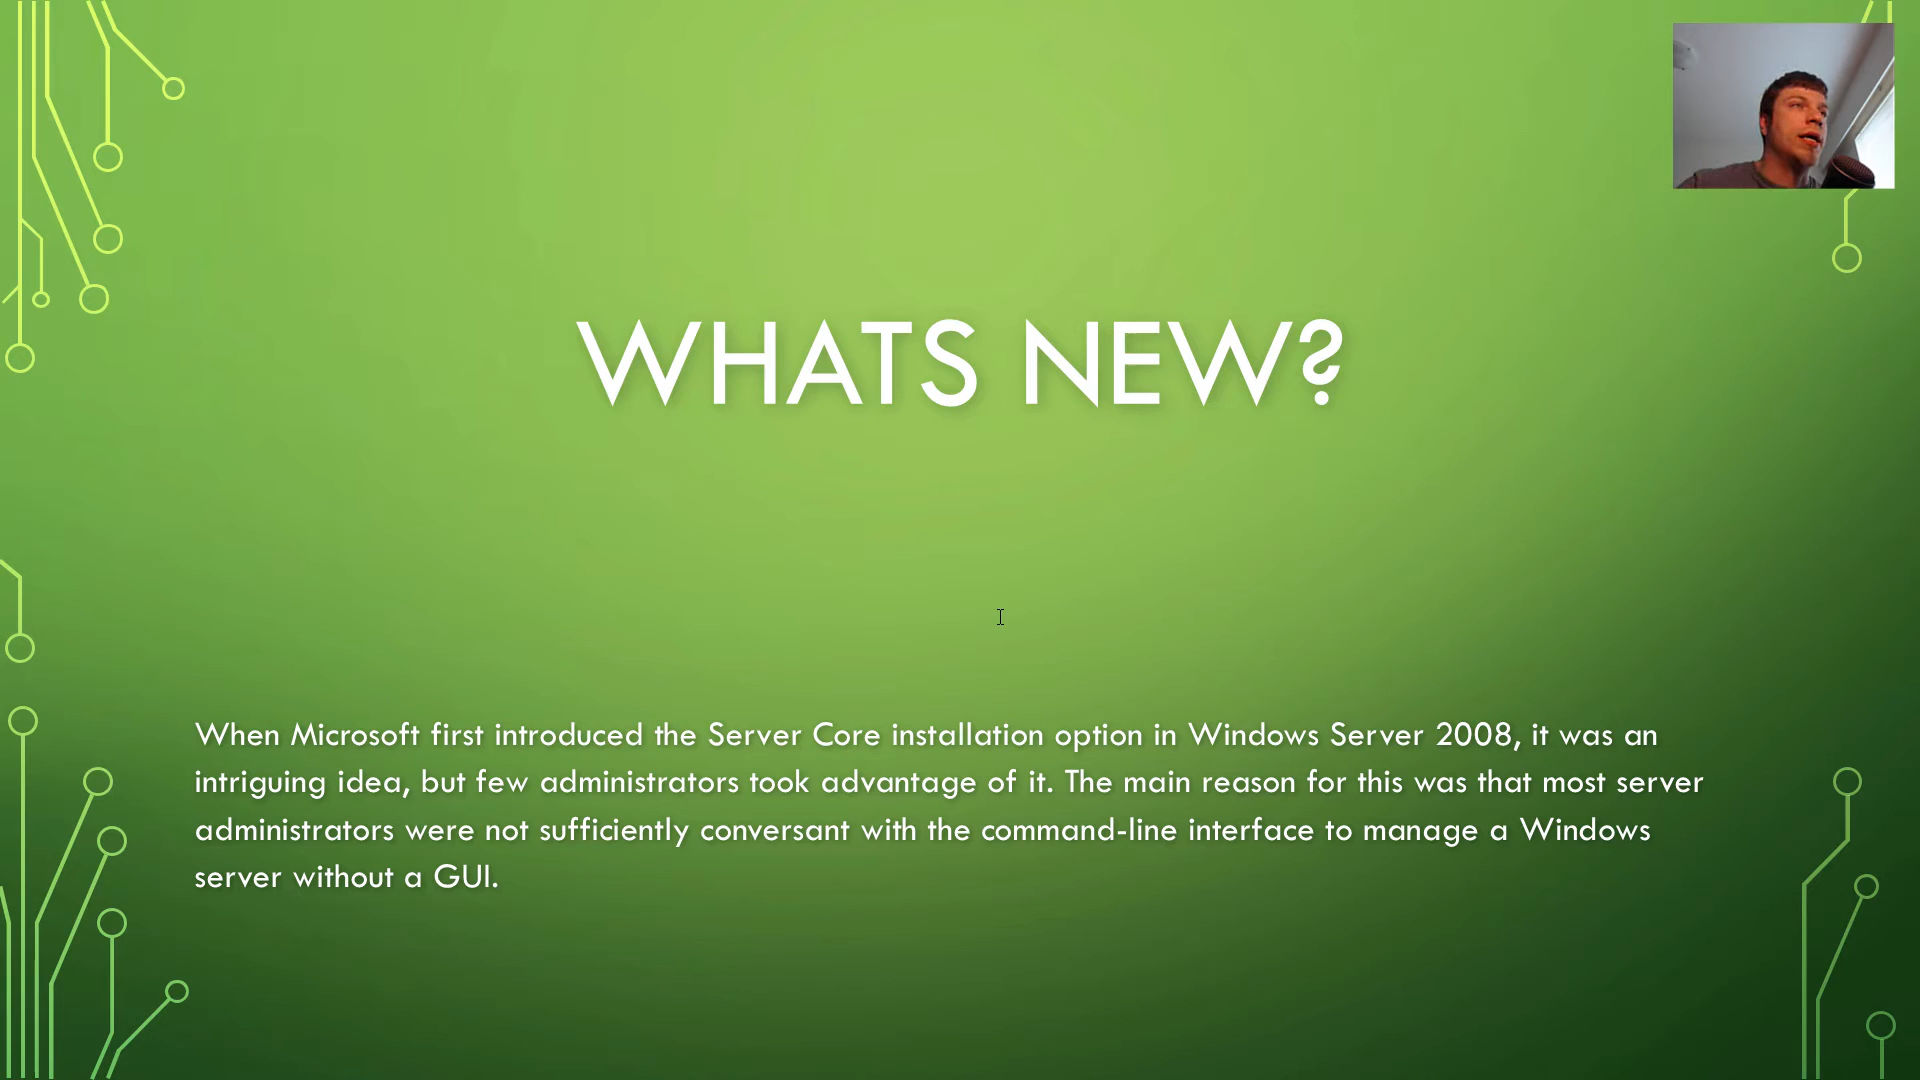 WHATS NEW?
When Microsoft first introduced the Server Core installation option in Windows Server 2008, it was an
intriguing idea, but few administrators took advantage of it. The main reason for this was that most server
administrators were not sufficiently conversant with the command-line interface to manage a Windows
server without a GUI.